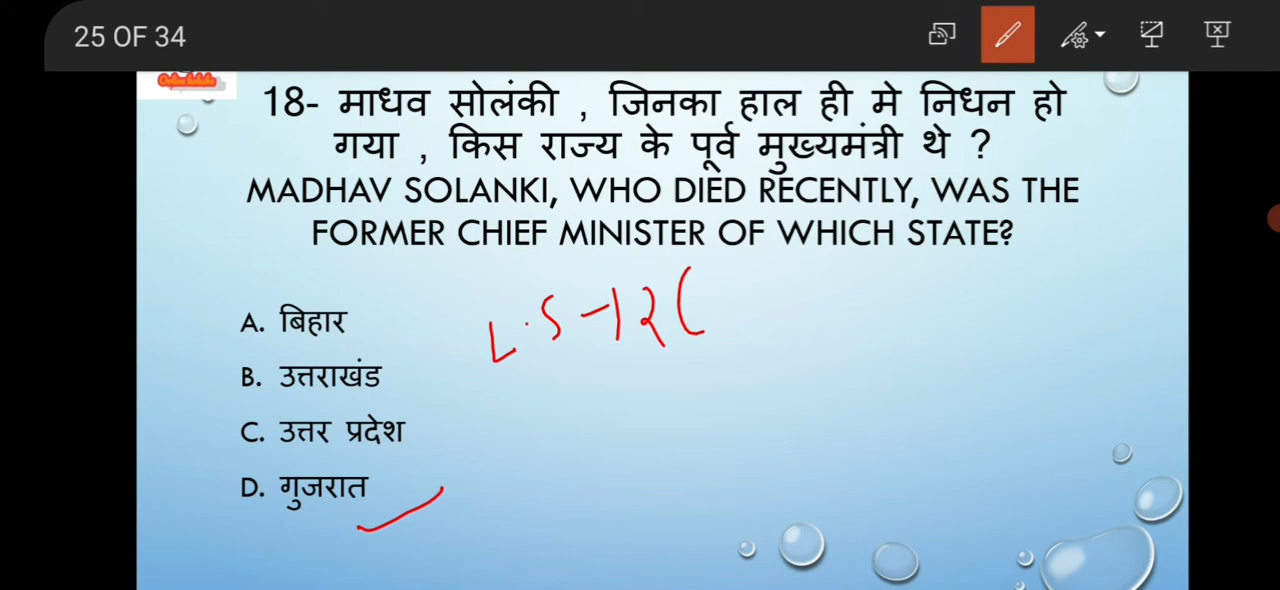 25 OF 34
18- माधव सोलंकी , जिनका हाल ही मे निधन हो
गया , किस राज्य के पूर्व मुख्यमंत्री थे ?
MADHAV SOLANKI, WHO DIED RECENTLY, WAS THE
FORMER CHIEF MINISTER OF WHICH STATE?
L.S-12(
A. बिहार
B. उत्तराखंड
C. उत्तर प्रदेश
D. गुजरात